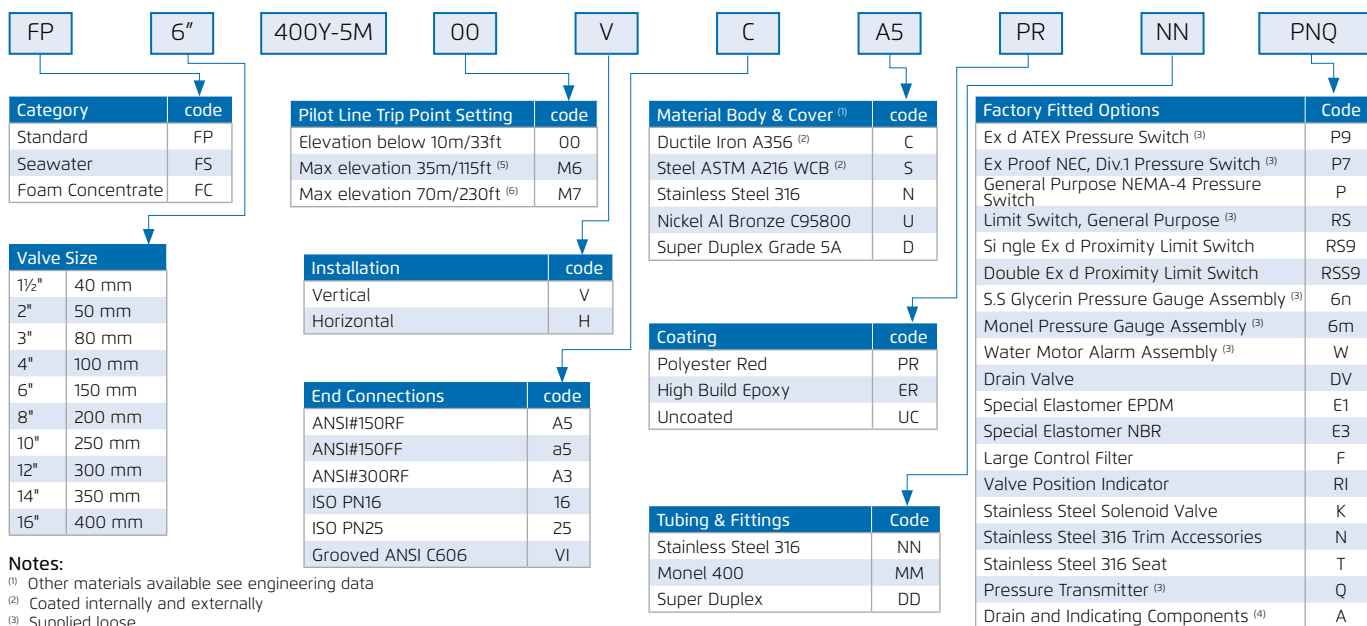 FP 6" 400Y-5M 00 V C A5 PR NN PNQ
Category code
Standard FP
Seawater FS
Foam Concentrate FC
Valve Size
1½" 40 mm
2" 50 mm
3" 80 mm
4" 100 mm
6" 150 mm
8" 200 mm
10" 250 mm
12" 300 mm
14" 350 mm
16" 400 mm
Pilot Line Trip Point Setting code
Elevation below 10m/33ft 00
Max elevation 35m/115ft (5) M6
Max elevation 70m/230ft (6) M7
Installation code
Vertical V
Horizontal H
End Connections code
ANSI#150RF A5
ANSI#150FF a5
ANSI#300RF A3
ISO PN16 16
ISO PN25 25
Grooved ANSI C606 VI
Material Body & Cover (1) code
Ductile Iron A356 (2) C
Steel ASTM A216 WCB (2) S
Stainless Steel 316 N
Nickel Al Bronze C95800 U
Super Duplex Grade 5A D
Coating code
Polyester Red PR
High Build Epoxy ER
Uncoated UC
Tubing & Fittings Code
Stainless Steel 316 NN
Monel 400 MM
Super Duplex DD
Factory Fitted Options Code
Ex d ATEX Pressure Switch (3) P9
Ex Proof NEC, Div.1 Pressure Switch (3) P7
General Purpose NEMA-4 Pressure
Switch P
Limit Switch, General Purpose (3) RS
Si ngle Ex d Proximity Limit Switch RS9
Double Ex d Proximity Limit Switch RSS9
S.S Glycerin Pressure Gauge Assembly (3) 6n
Monel Pressure Gauge Assembly (3) 6m
Water Motor Alarm Assembly (3) W
Drain Valve DV
Special Elastomer EPDM E1
Special Elastomer NBR E3
Large Control Filter F
Valve Position Indicator RI
Stainless Steel Solenoid Valve K
Stainless Steel 316 Trim Accessories N
Stainless Steel 316 Seat T
Pressure Transmitter (3) Q
Drain and Indicating Components (4) A
Notes:
(1) Other materials available see engineering data
(2) Coated internally and externally
(3) Supplied loose